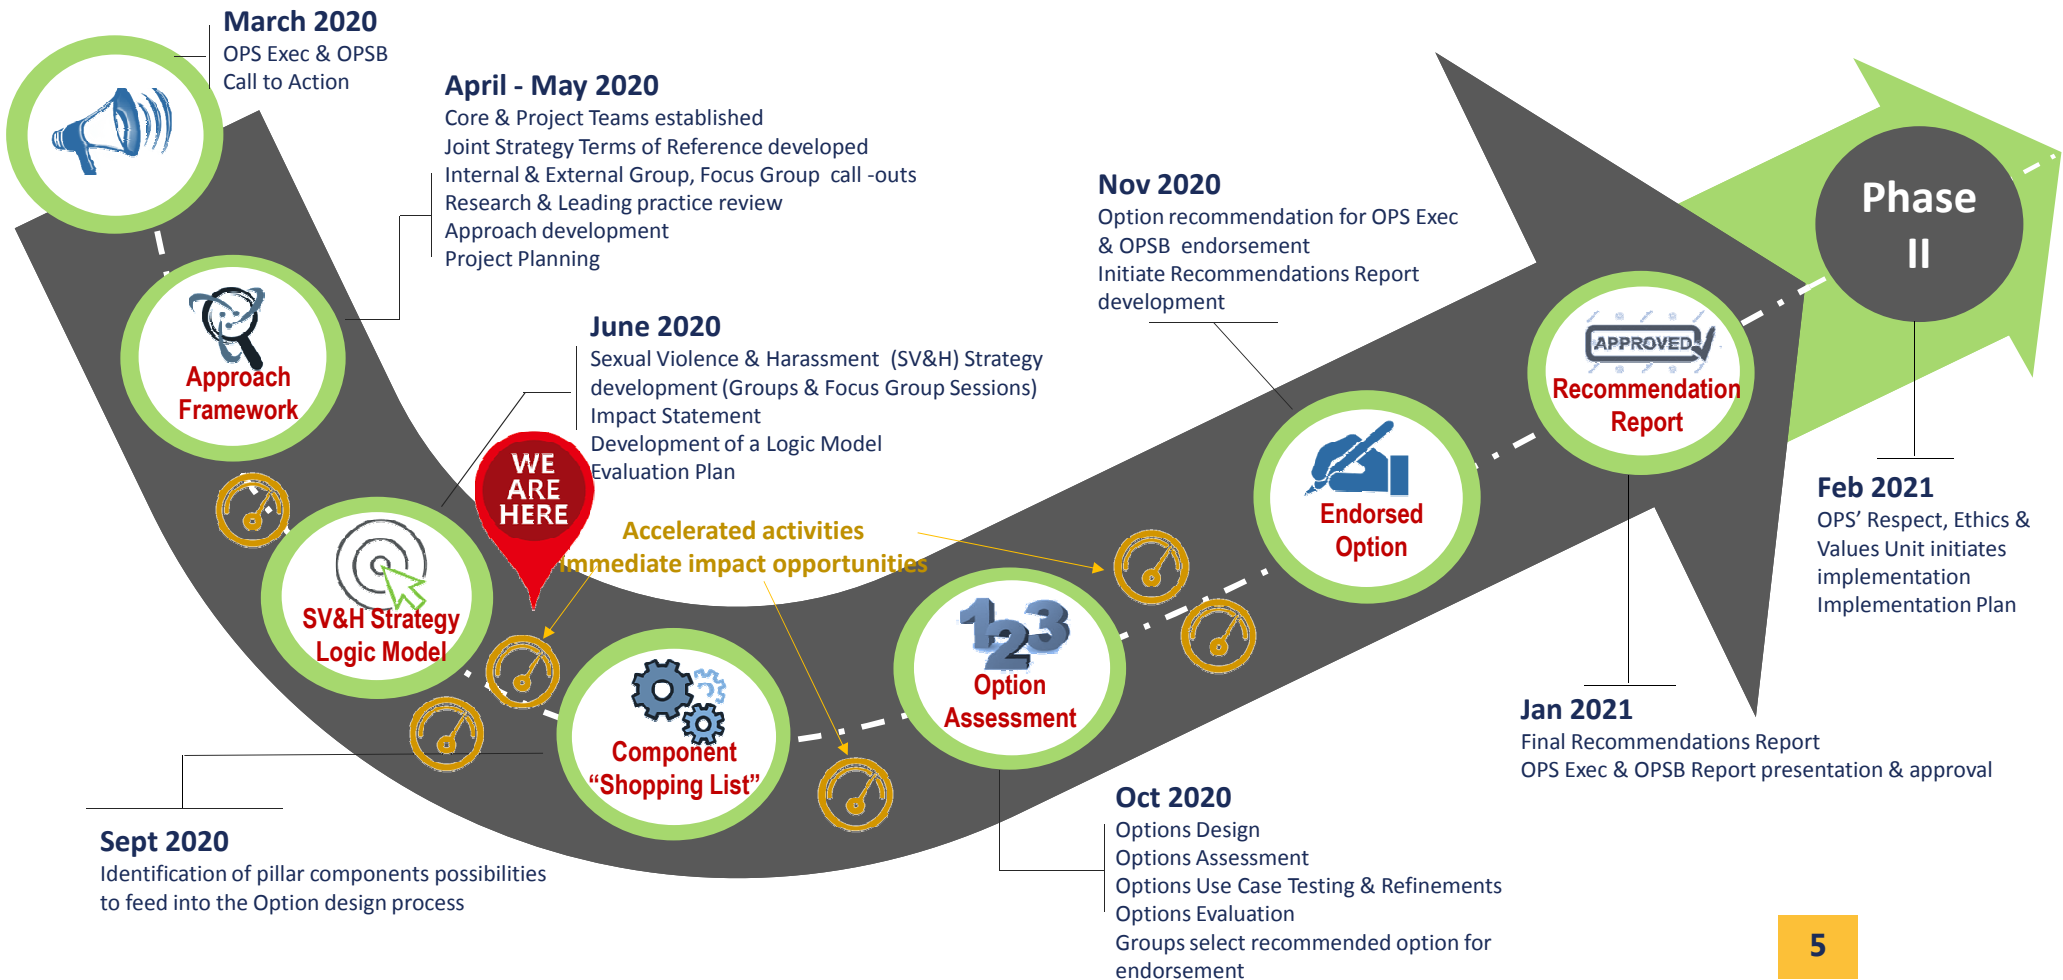 March 2020
OPS Exec & OPSB
Call to Action
April - May 2020
Core & Project Teams established
Joint Strategy Terms of Reference developed
Internal & External Group, Focus Group call -outs
Research & Leading practice review
Approach development
Project Planning
Approach
Framework
June 2020
Sexual Violence & Harassment (SV&H) Strategy
development (Groups & Focus Group Sessions)
Impact Statement
Development of a Logic Model
Evaluation Plan
WE
ARE
HERE
SV&H Strategy
Logic Model
Accelerated activities
Immediate impact opportunities
Component
“Shopping List”
Sept 2020
Identification of pillar components possibilities
to feed into the Option design process
123
Option
Assessment
Oct 2020
Options Design
Options Assessment
Options Use Case Testing & Refinements
Options Evaluation
Groups select recommended option for
endorsement
Nov 2020
Option recommendation for OPS Exec
& OPSB endorsement
Initiate Recommendations Report
development
Endorsed
Option
APPROVED
Recommendation
Report
Jan 2021
Final Recommendations Report
OPS Exec & OPSB Report presentation & approval
Phase
II
Feb 2021
OPS’ Respect, Ethics &
Values Unit initiates
implementation
Implementation Plan
5